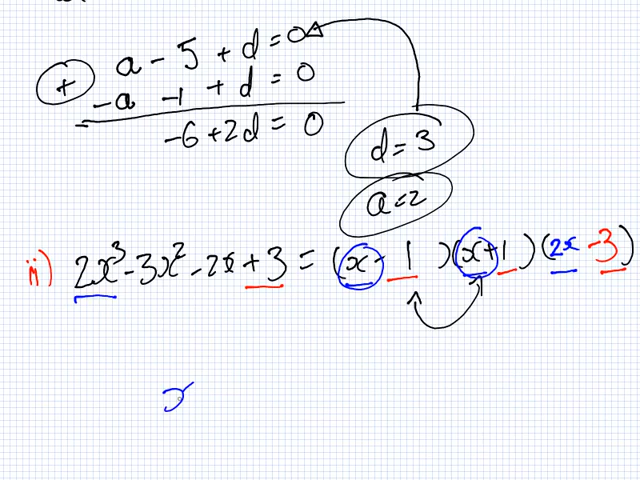 a - 5 + d = 0
+
-a - 1 + d = 0
-6 + 2d = 0
d = 3
a = 2
ii) 2x³ - 3x² - 2x + 3 = (x - 1)(x + 1)(2x - 3)
x